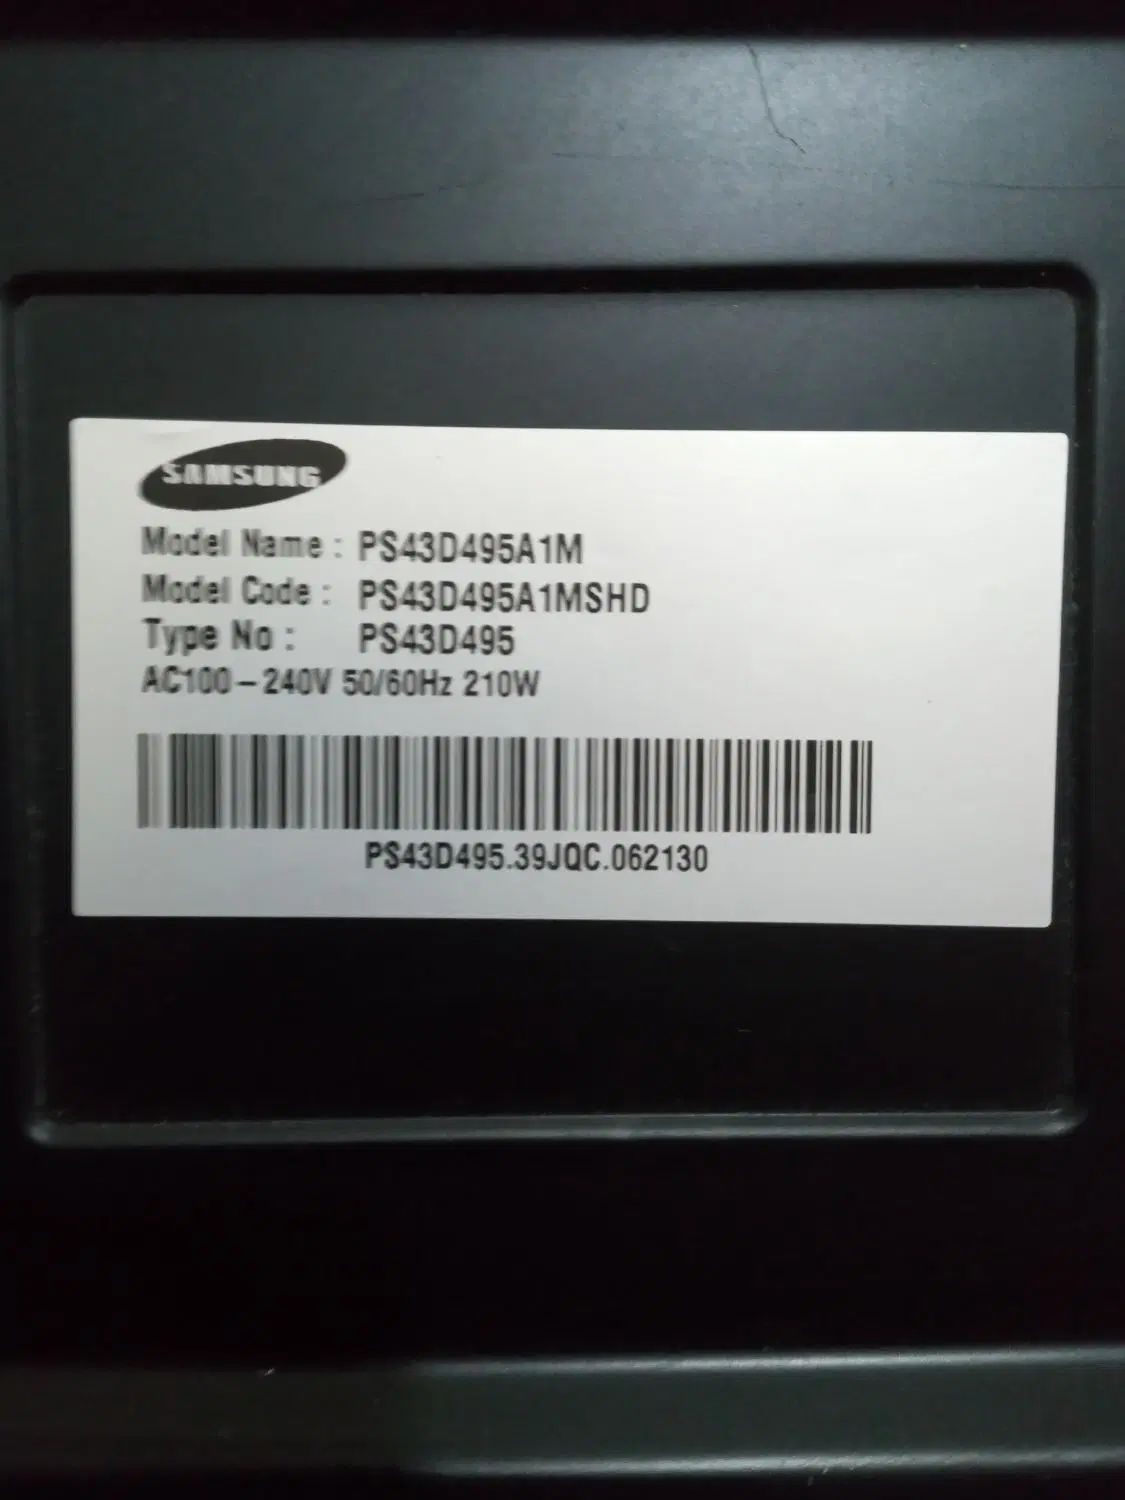 SAMSUNG
Model Name : PS43D495A1M
Model Code : PS43D495A1MSHD
Type No : PS43D495
AC100-240V 50/60Hz 210W
PS43D495.39JQC.062130